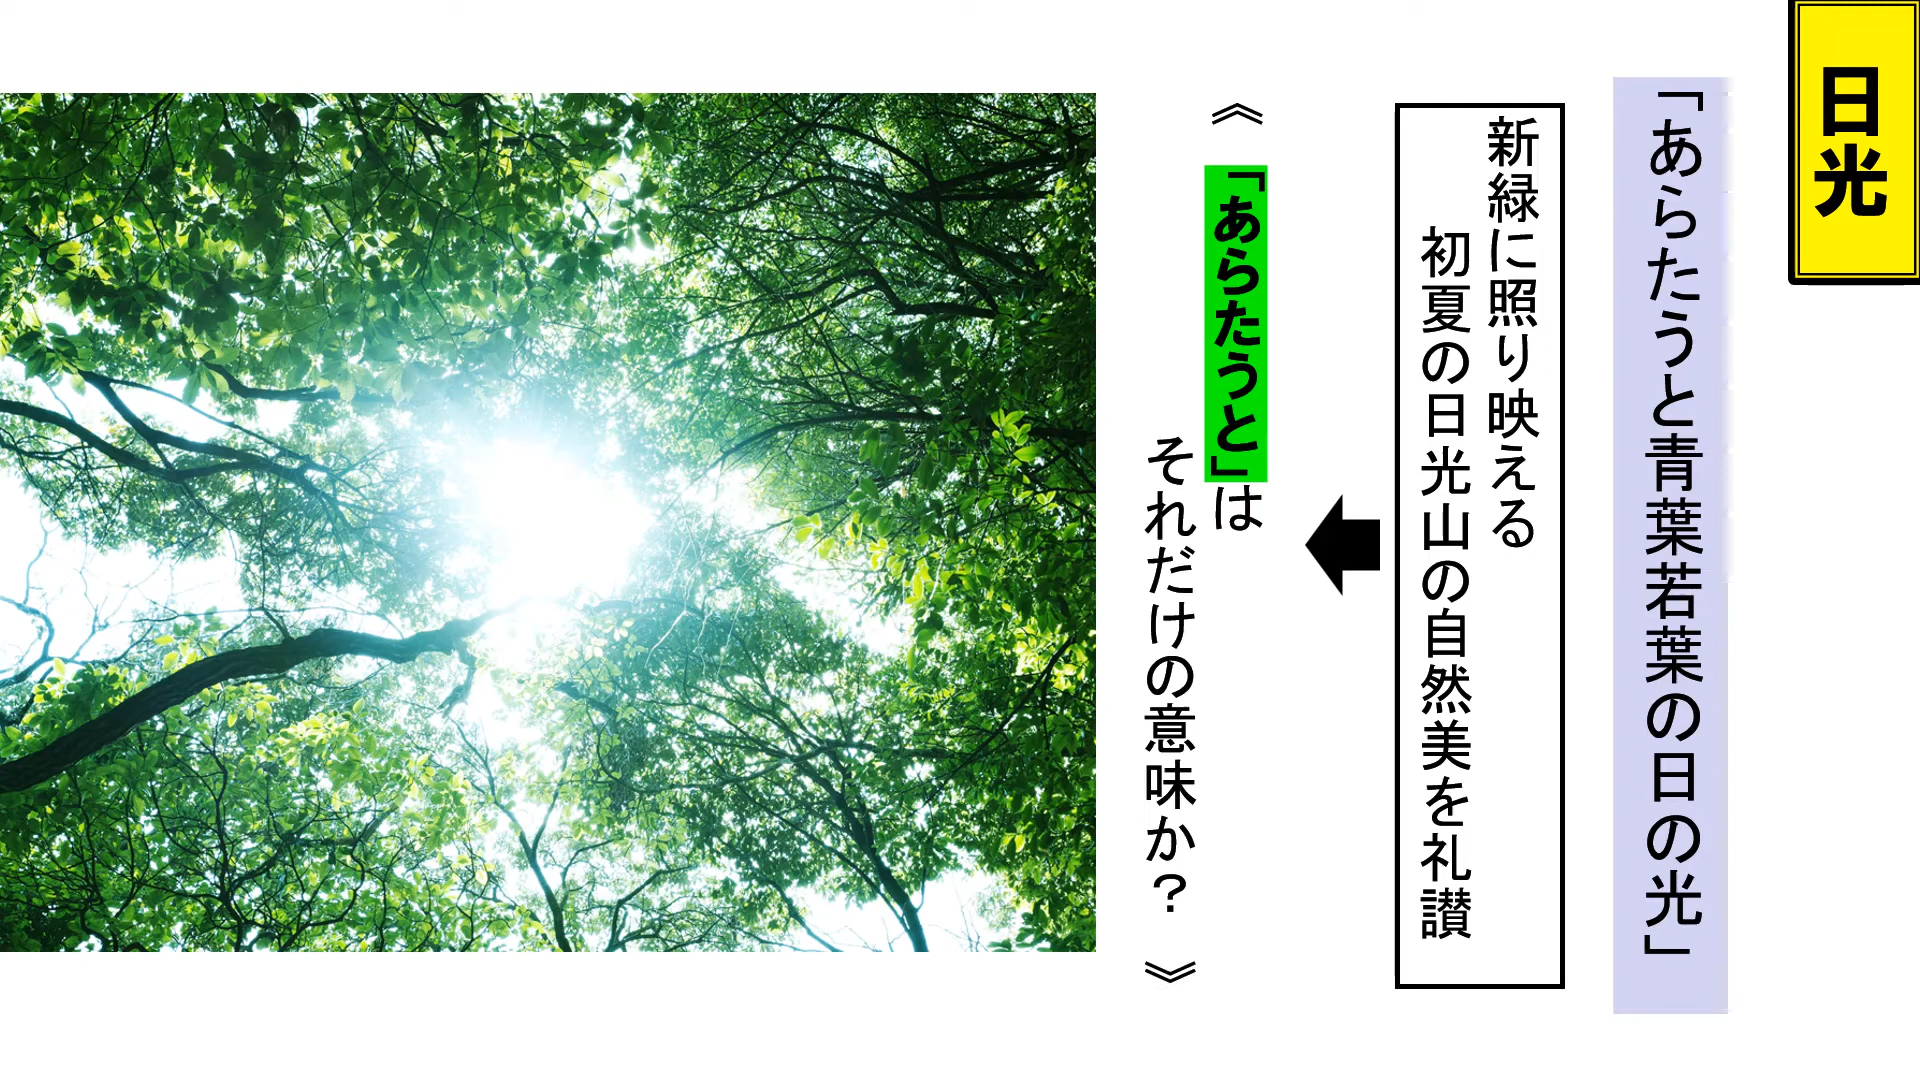 日光
「あらたうと青葉若葉の日の光」
新緑に照り映える
初夏の日光山の自然美を礼讃
《「あらたうと」は
それだけの意味か？》